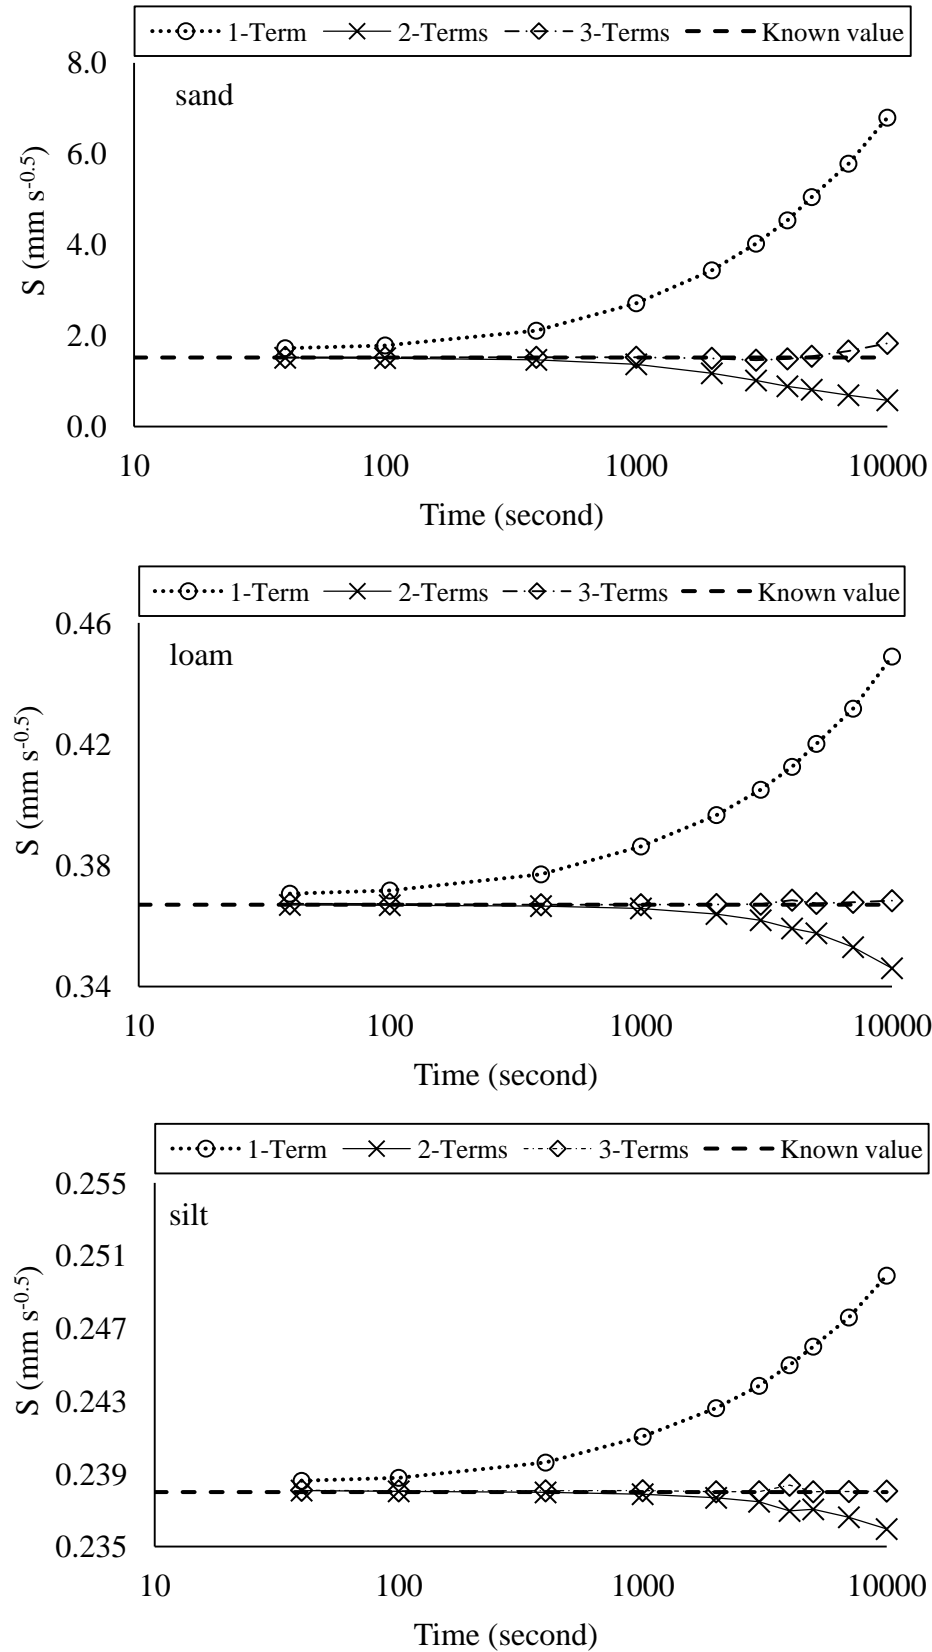 1-Term 2-Terms 3-Terms Known value
8.0
sand
6.0
4.0
2.0
0.0
S (mm s-0.5)
10 100 1000 10000
Time (second)
1-Term 2-Terms 3-Terms Known value
0.46
loam
0.42
0.38
0.34
S (mm s-0.5)
10 100 1000 10000
Time (second)
1-Term 2-Terms 3-Terms Known value
0.255
silt
0.251
0.247
0.243
0.239
0.235
S (mm s-0.5)
10 100 1000 10000
Time (second)